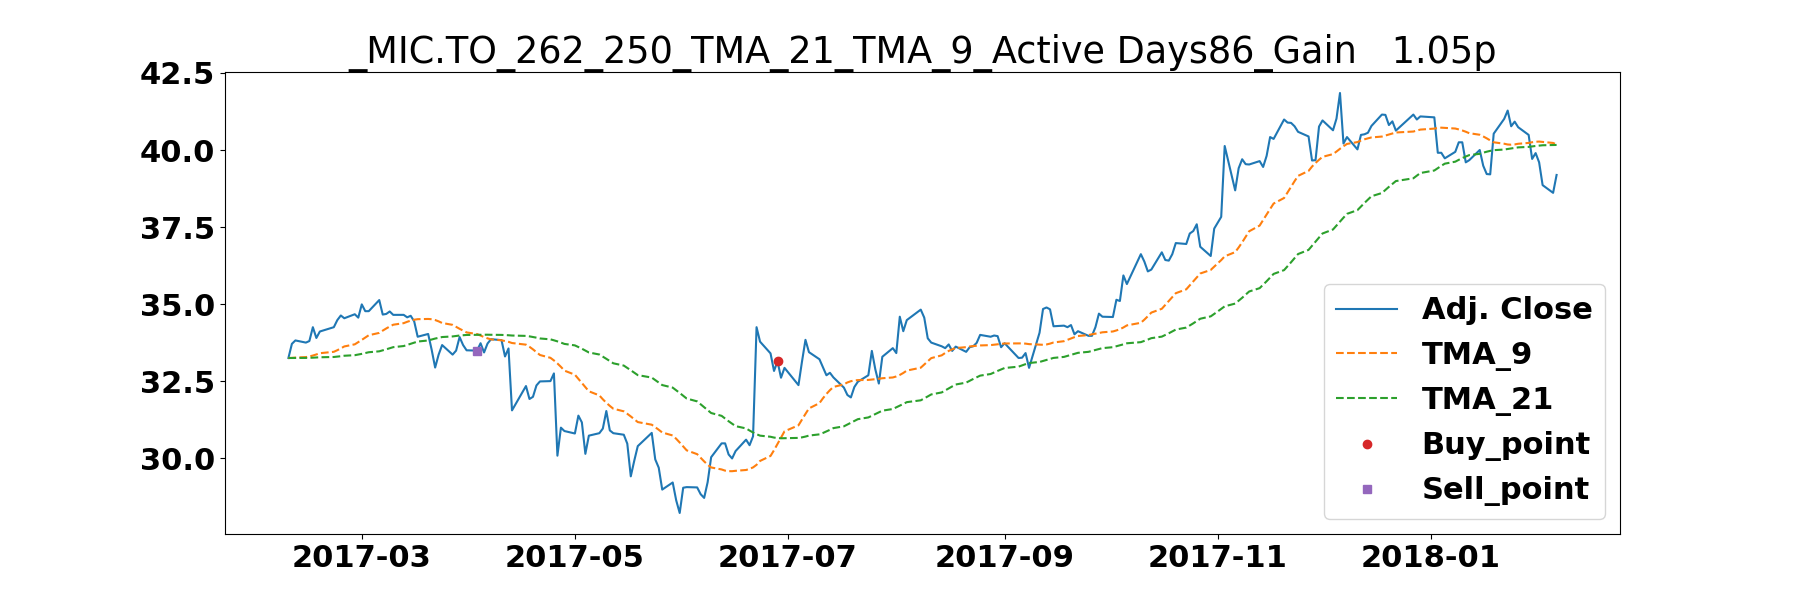 _MIC.TO_262_250_TMA_21_TMA_9_Active Days86_Gain   1.05p
42.5
40.0
37.5
35.0
32.5
30.0
Adj. Close
TMA_9
TMA_21
Buy_point
Sell_point
2017-03 2017-05 2017-07 2017-09 2017-11 2018-01